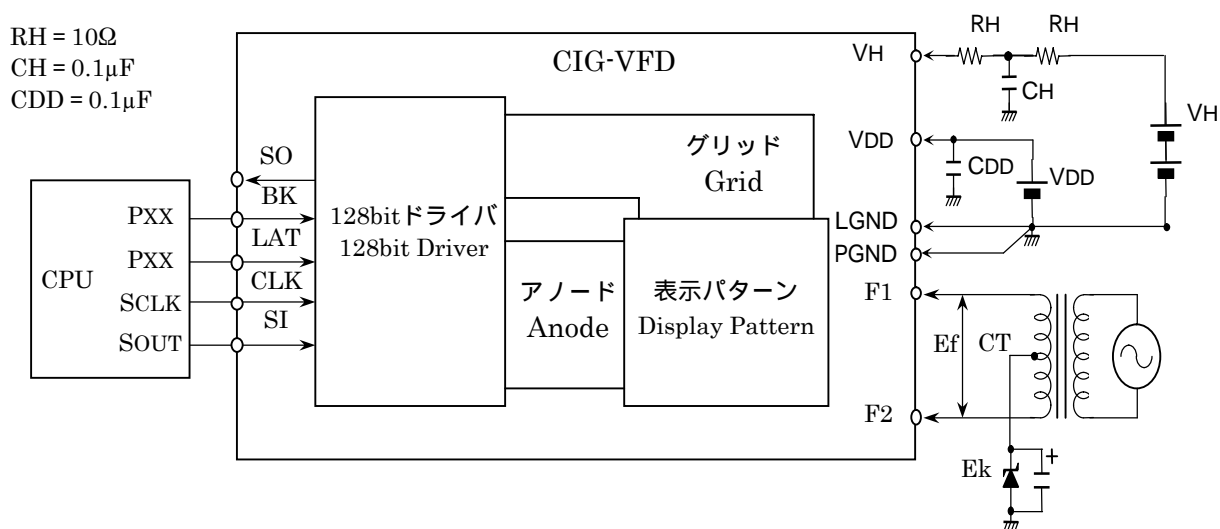 RH = 10Ω
CH = 0.1μF
CDD = 0.1μF
CIG-VFD
SO
BK
LAT
CLK
SI
CPU
PXX
PXX
SCLK
SOUT
128bitドライバ
128bit Driver
グリッド
Grid
アノード
Anode
表示パターン
Display Pattern
VH
VDD
LGND
PGND
F1
F2
RH
RH
CH
VH
CDD
VDD
Ef
CT
Ek
+